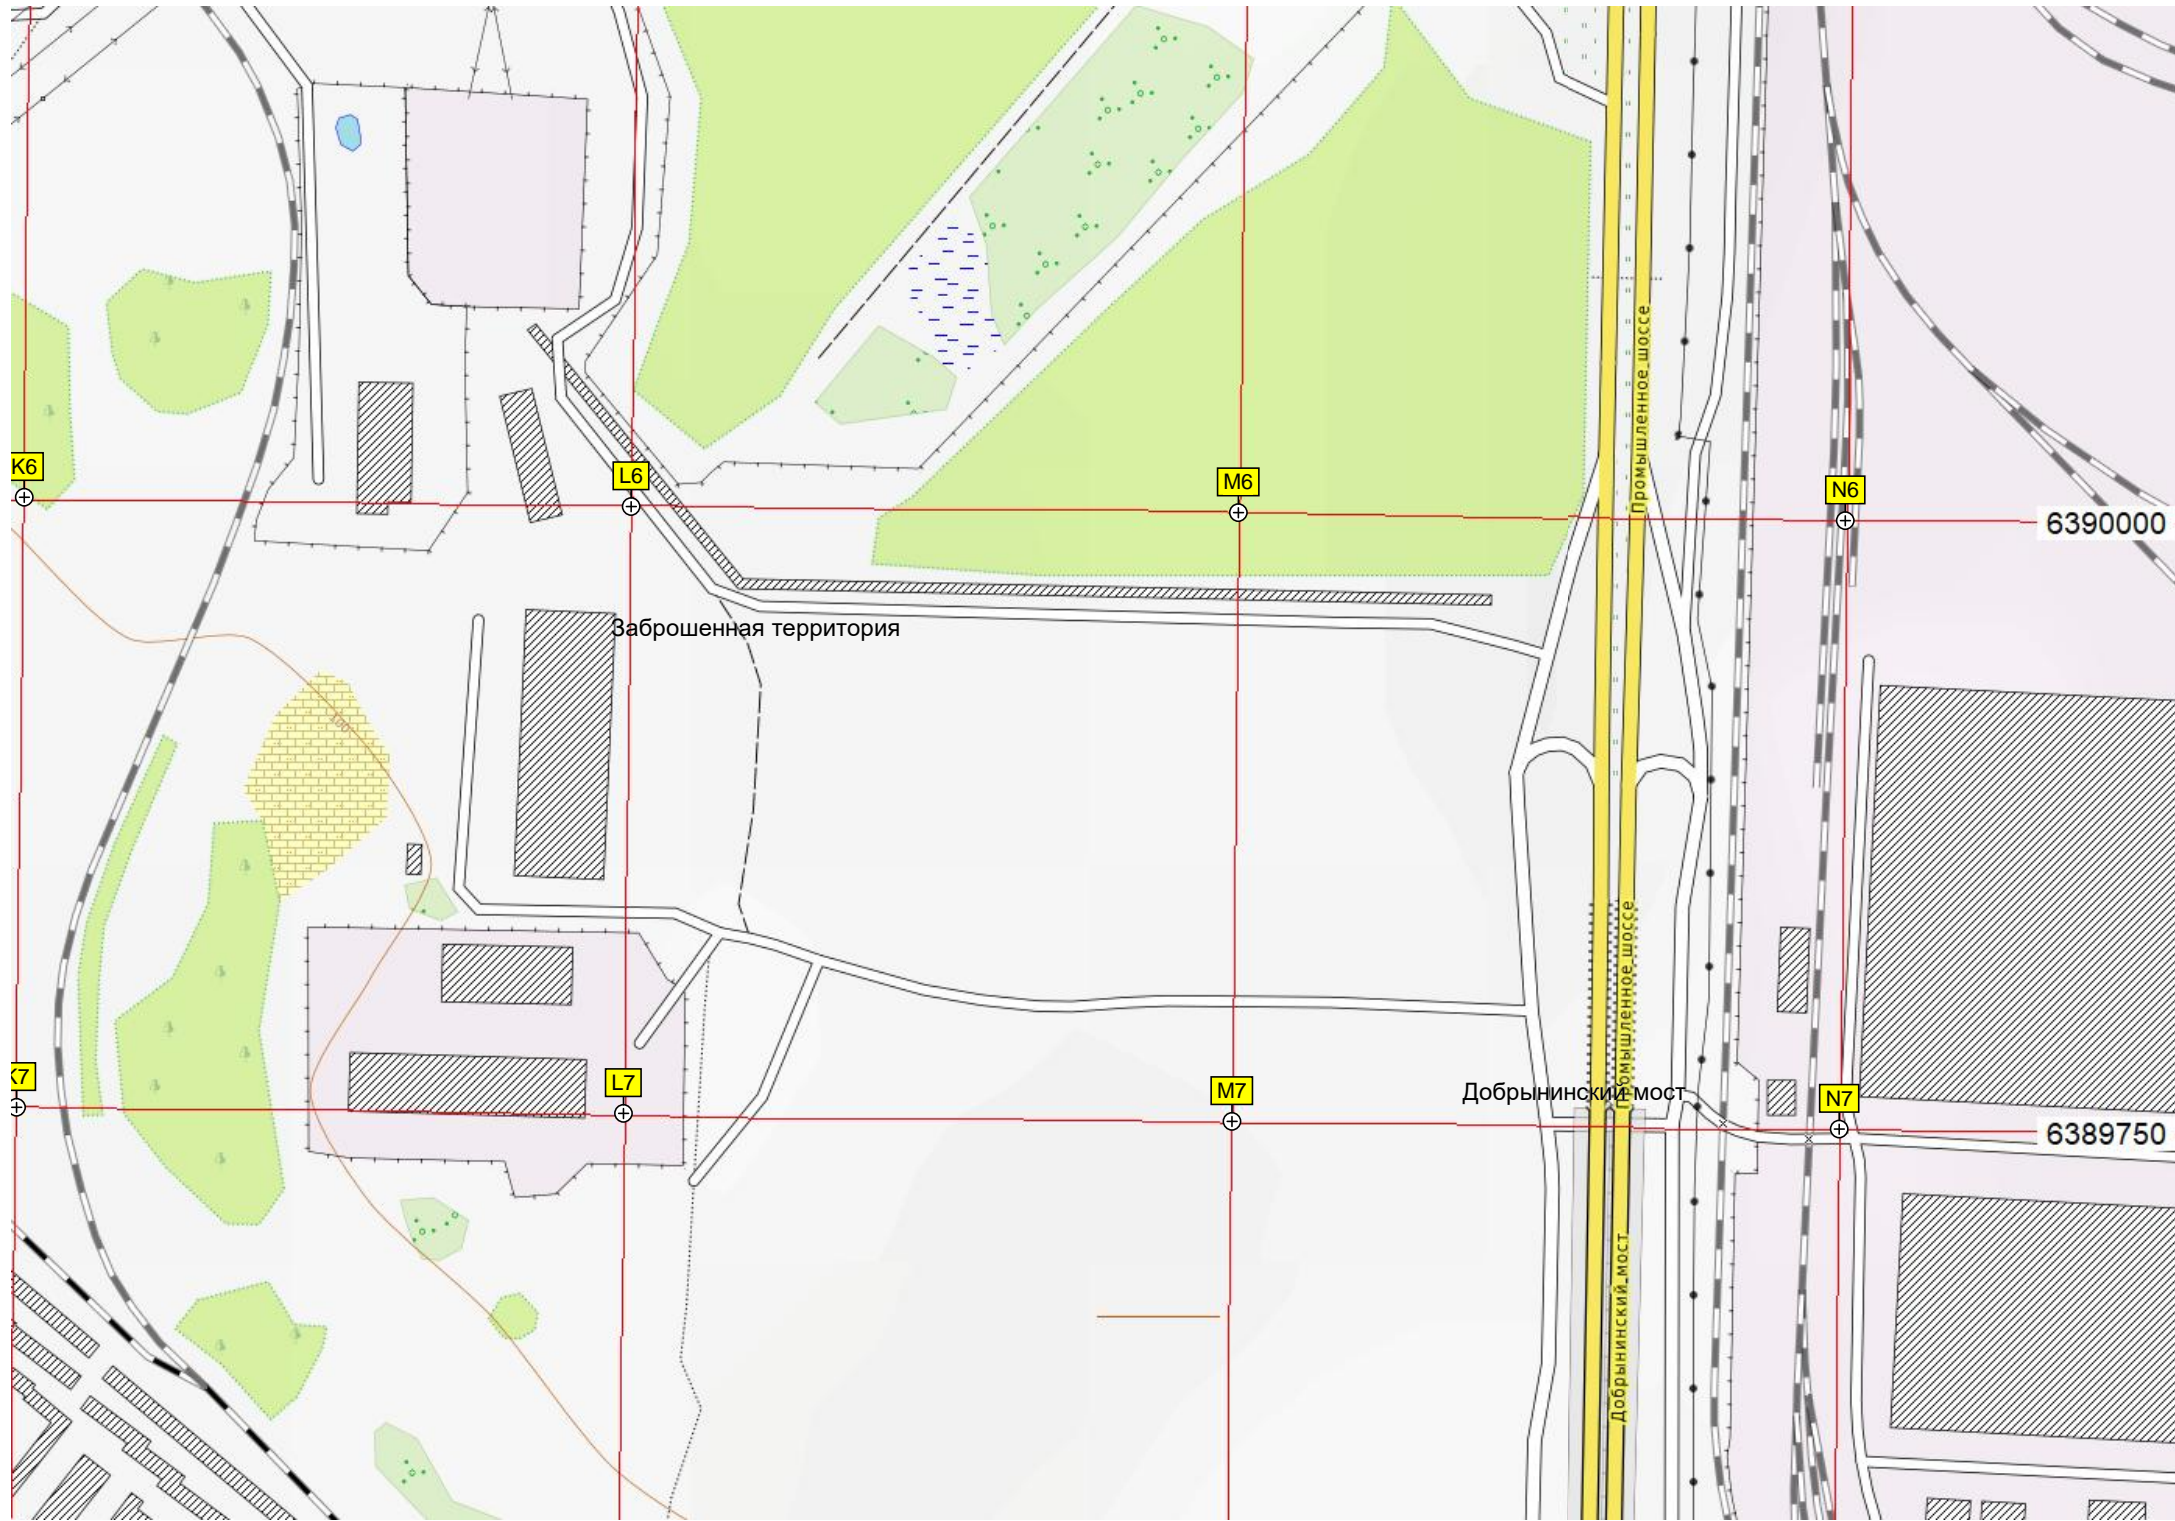 Промышленное шоссе
K6
L6
M6
N6
6390000
Заброшенная территория
100
Промышленное шоссе
K7
L7
M7
Добрынинский мост
N7
6389750
Добрынинский мост